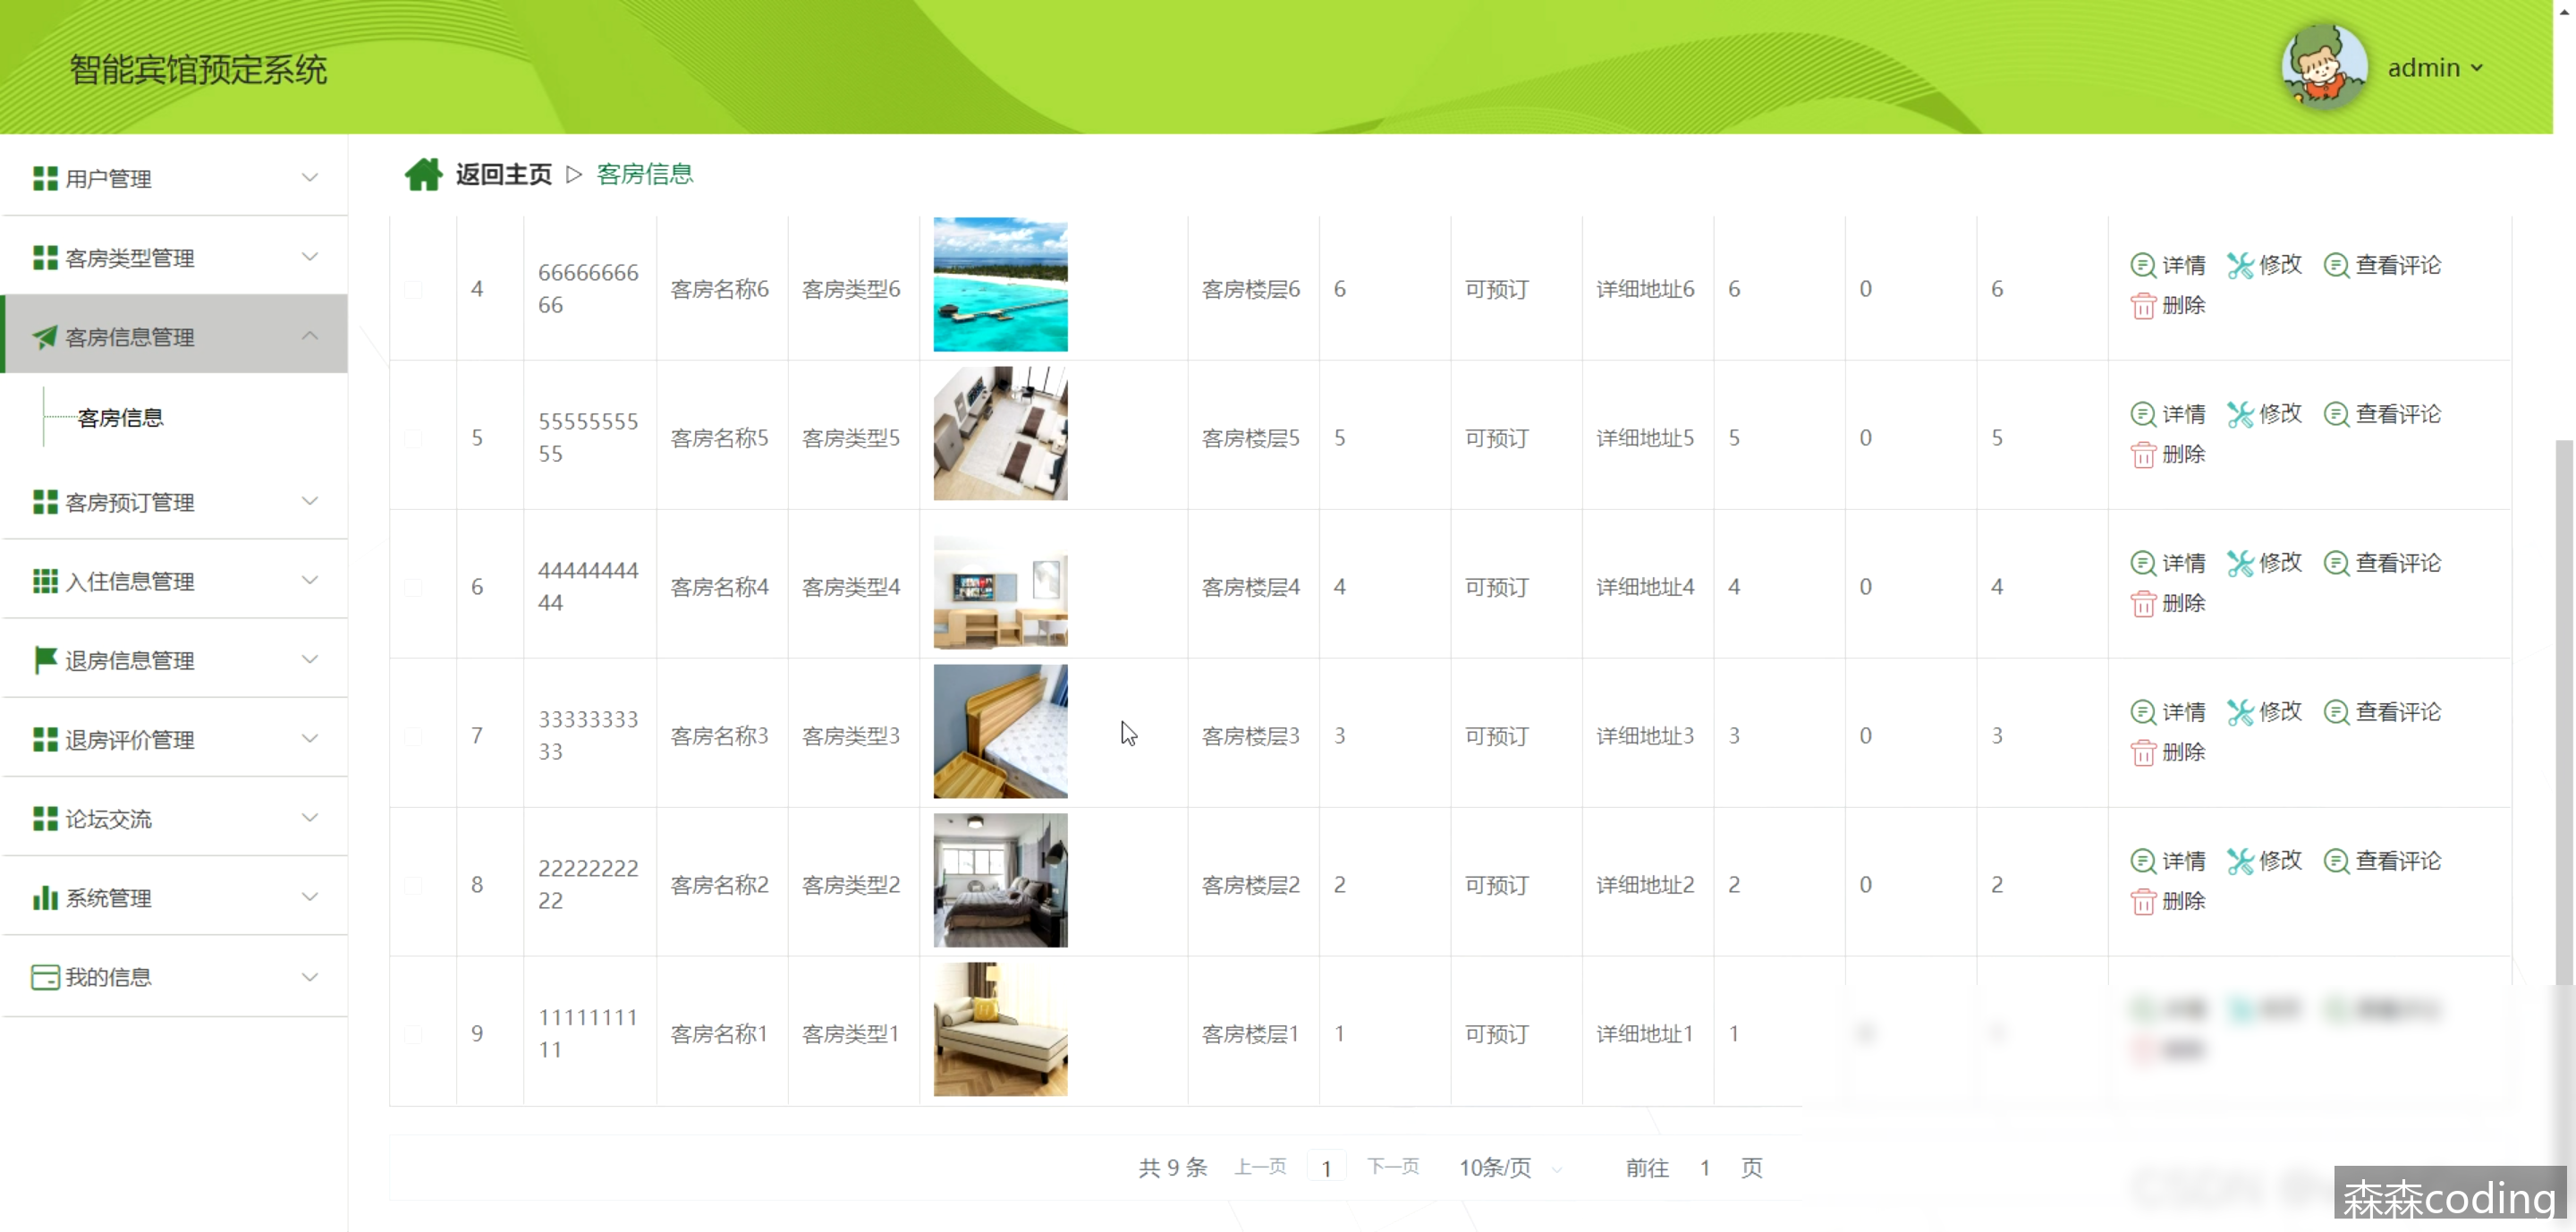 智能宾馆预定系统
admin
返回主页 ▷ 客房信息
用户管理
客房类型管理
客房信息管理
客房信息
客房预订管理
入住信息管理
退房信息管理
退房评价管理
论坛交流
系统管理
我的信息
4 66666666 客房名称6 客房类型6 客房楼层6 6 可预订 详细地址6 6 0 6 详情 修改 查看评论
66 删除
5 55555555 客房名称5 客房类型5 客房楼层5 5 可预订 详细地址5 5 0 5 详情 修改 查看评论
55 删除
6 44444444 客房名称4 客房类型4 客房楼层4 4 可预订 详细地址4 4 0 4 详情 修改 查看评论
44 删除
7 33333333 客房名称3 客房类型3 客房楼层3 3 可预订 详细地址3 3 0 3 详情 修改 查看评论
33 删除
8 22222222 客房名称2 客房类型2 客房楼层2 2 可预订 详细地址2 2 0 2 详情 修改 查看评论
22 删除
9 11111111 客房名称1 客房类型1 客房楼层1 1 可预订 详细地址1 1
11
共 9 条 上一页 1 下一页 10条/页 前往 1 页
森森coding